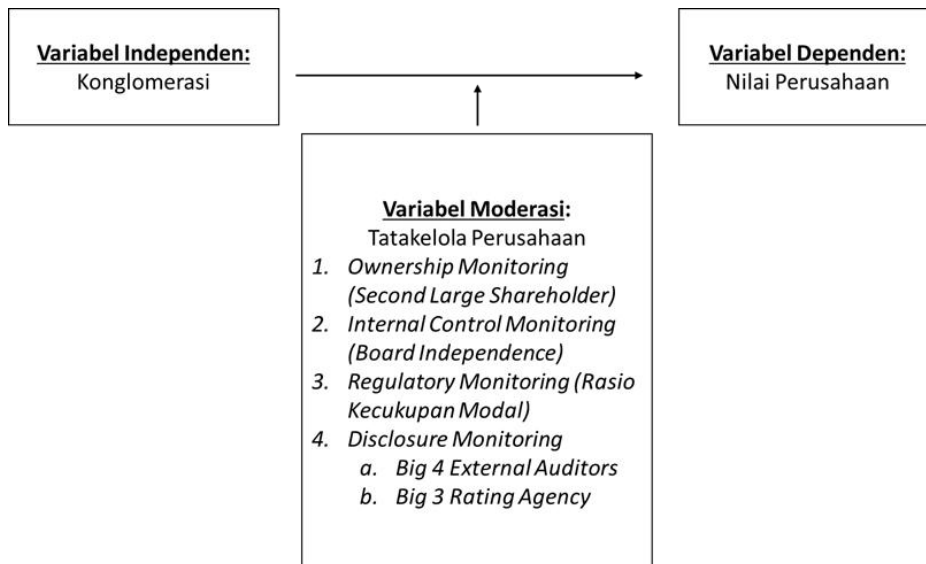 Variabel Independen:
Konglomerasi
Variabel Dependen:
Nilai Perusahaan
Variabel Moderasi:
Tatakelola Perusahaan
1. Ownership Monitoring
(Second Large Shareholder)
2. Internal Control Monitoring
(Board Independence)
3. Regulatory Monitoring (Rasio
Kecukupan Modal)
4. Disclosure Monitoring
a. Big 4 External Auditors
b. Big 3 Rating Agency